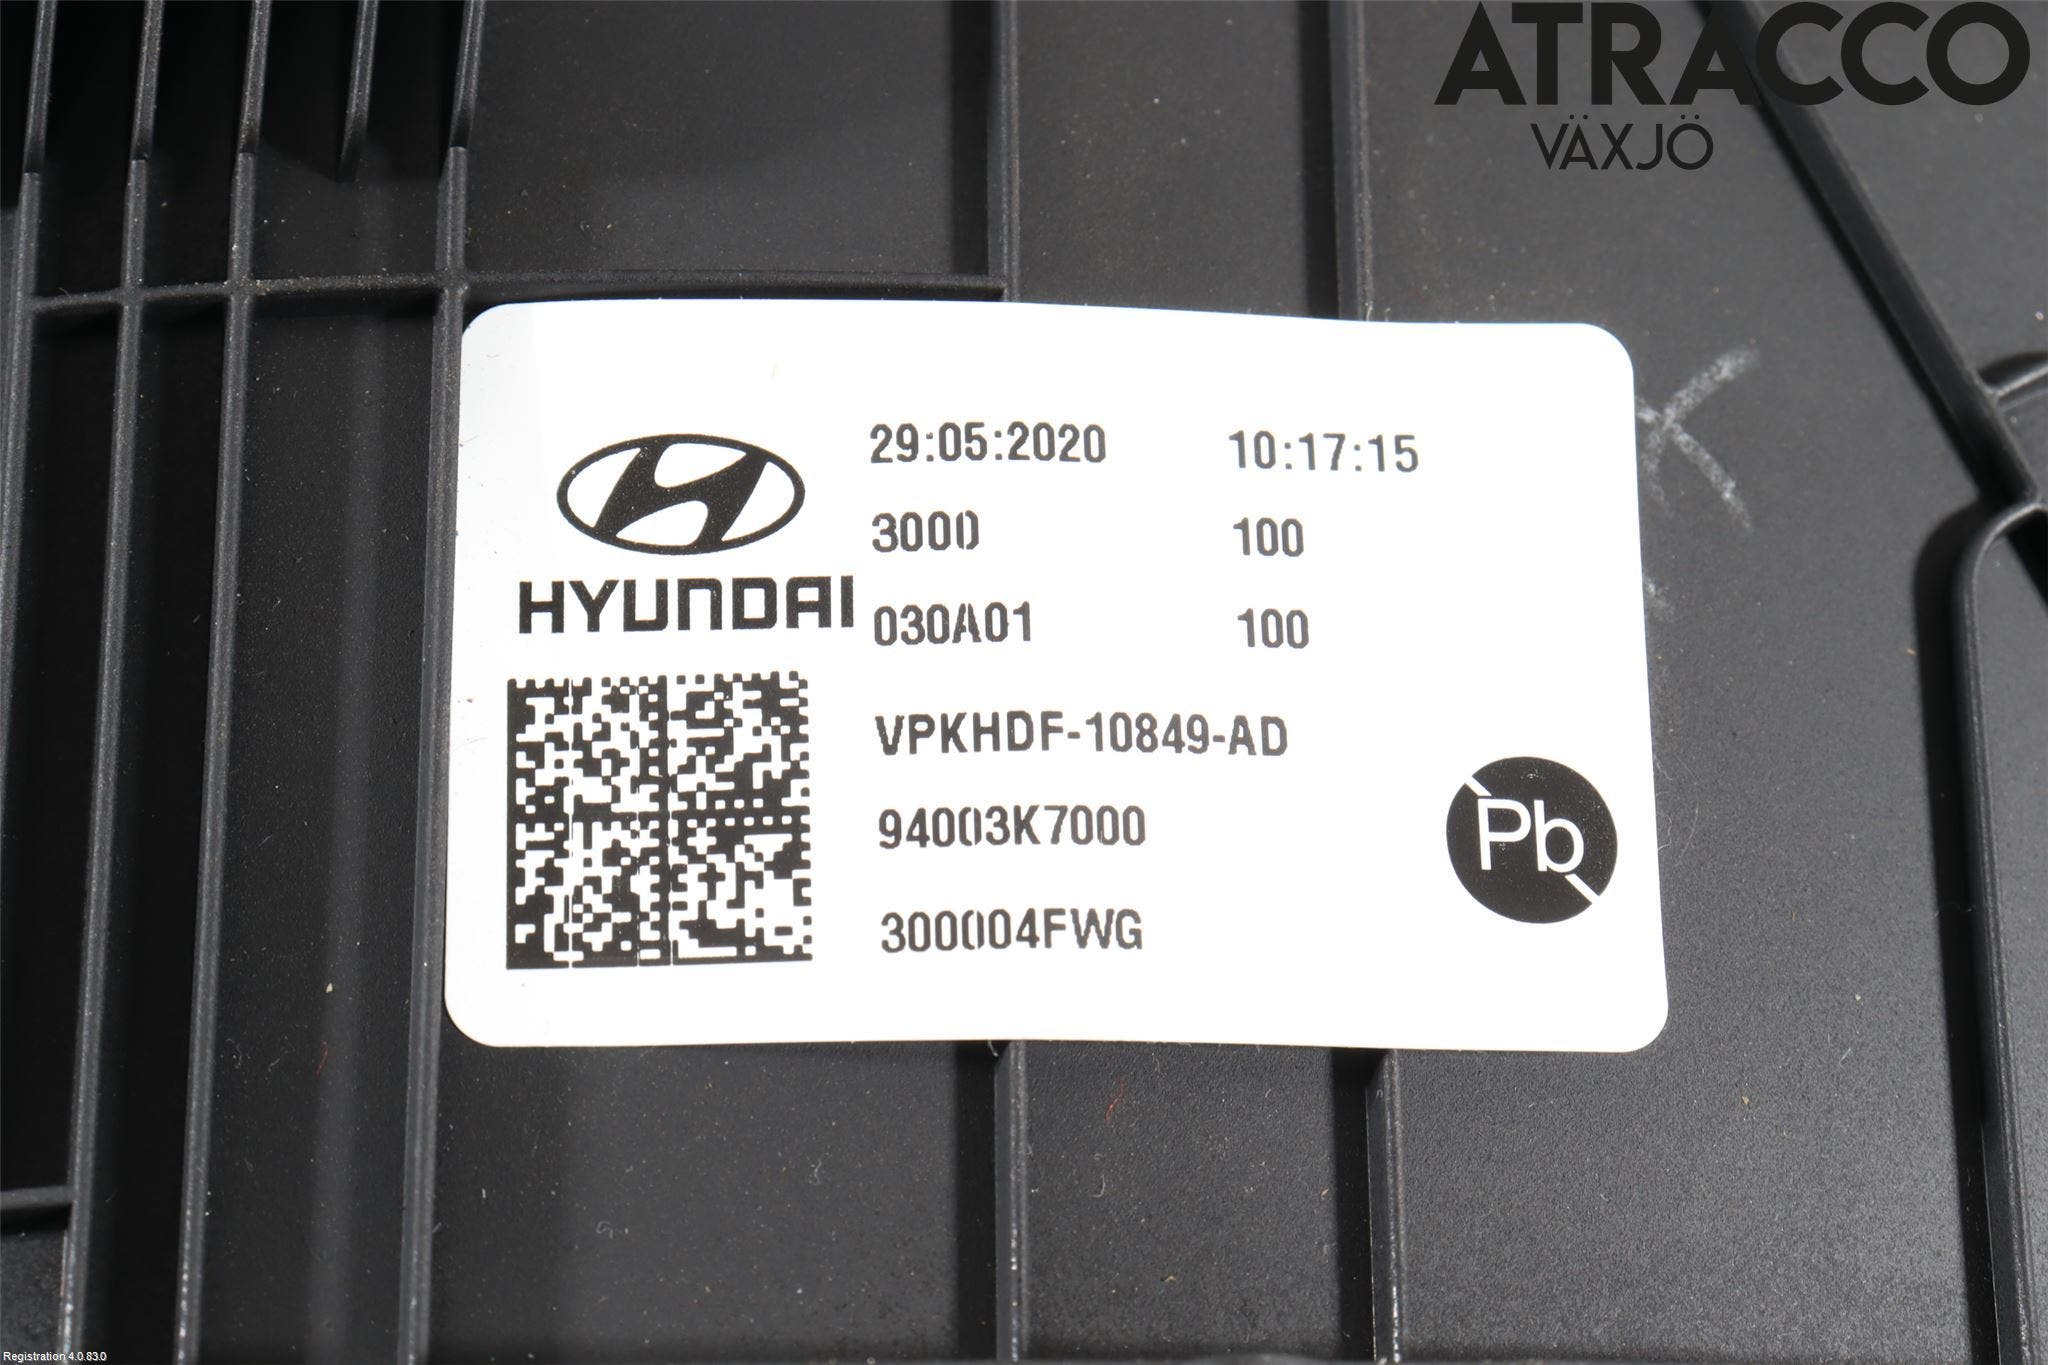 ATRACCO
VÄXJÖ
29:05:2020 10:17:15
3000 100
HYUNDAI
030A01 100
VPKHDF-10849-AD
94003K7000
Pb
300004FWG
Registration 4.0.83.0